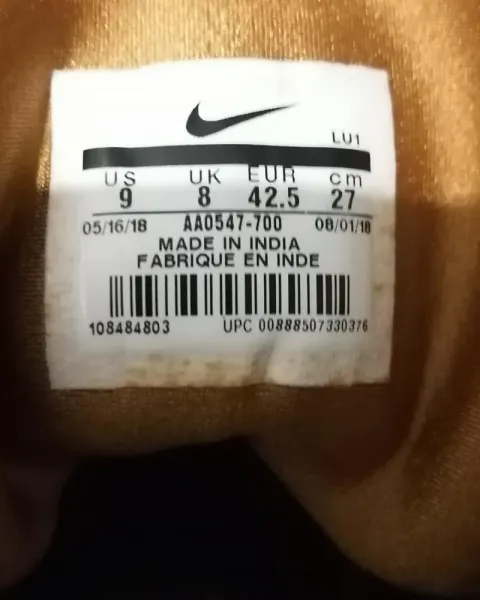 LU1
US UK EUR cm
9 8 42.5 27
05/16/18 AA0547-700 08/01/18
MADE IN INDIA
FABRIQUE EN INDE
108484803 UPC 00888507330376